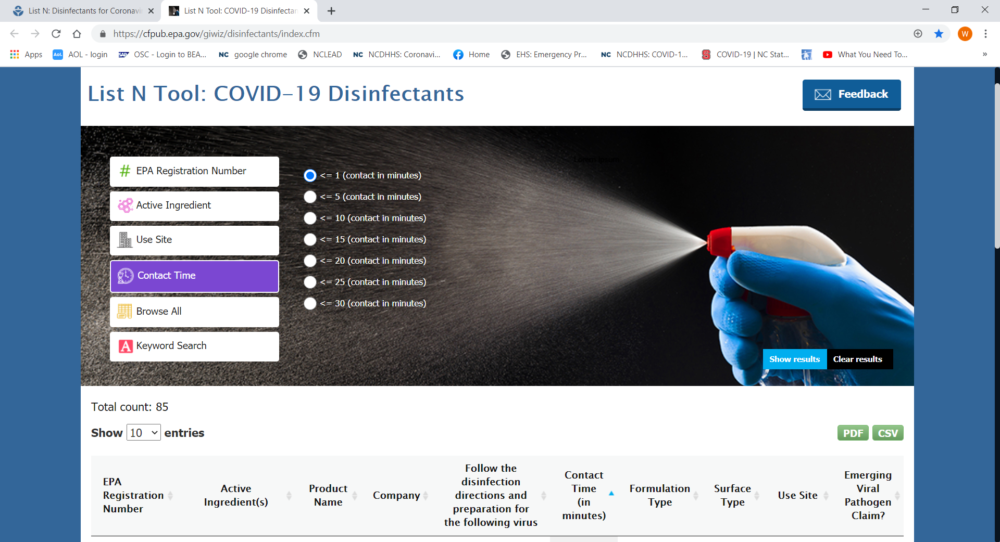 List N: Disinfectants for Coronavi
List N Tool: COVID-19 Disinfectan
https://cfpub.epa.gov/giwiz/disinfectants/index.cfm
W
Apps
Aol.
AOL - login
SAP
OSC - Login to BEA...
NC
google chrome
NCLEAD
NC
NCDHHS: Coronavi...
Home
EHS: Emergency Pr...
NC
NCDHHS: COVID-1...
COVID-19 | NC Stat...
What You Need To...
»
List N Tool: COVID-19 Disinfectants
Feedback
Lorem ipsum
# EPA Registration Number
Active Ingredient
Use Site
Contact Time
Browse All
A Keyword Search
<= 1 (contact in minutes)
<= 5 (contact in minutes)
<= 10 (contact in minutes)
<= 15 (contact in minutes)
<= 20 (contact in minutes)
<= 25 (contact in minutes)
<= 30 (contact in minutes)
Show results
Clear results
Total count: 85
Show 10 entries
PDF
CSV
EPA
Registration
Number
Active
Ingredient(s)
Product
Name
Company
Follow the
disinfection
directions and
preparation for
the following virus
Contact
Time
(in
minutes)
Formulation
Type
Surface
Type
Use Site
Emerging
Viral
Pathogen
Claim?